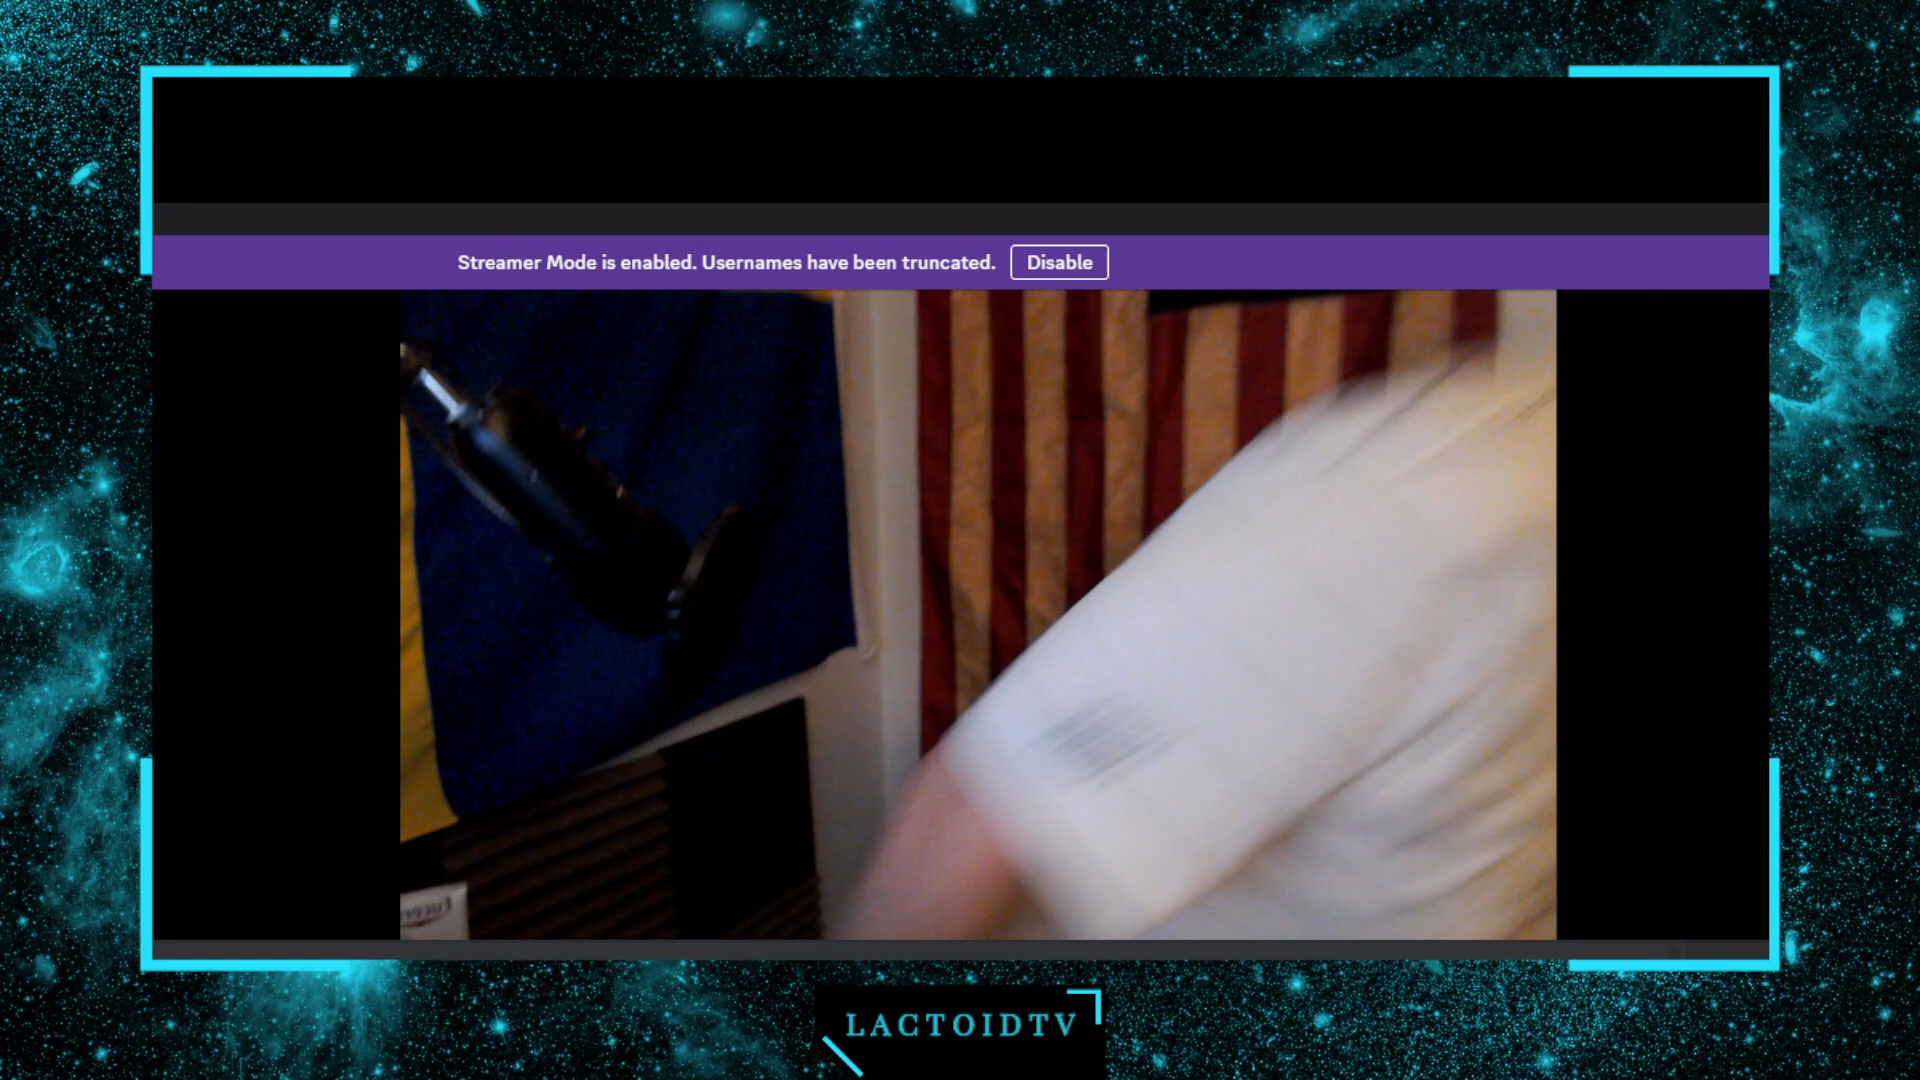 Streamer Mode is enabled. Usernames have been truncated. Disable
LACTOIDTV